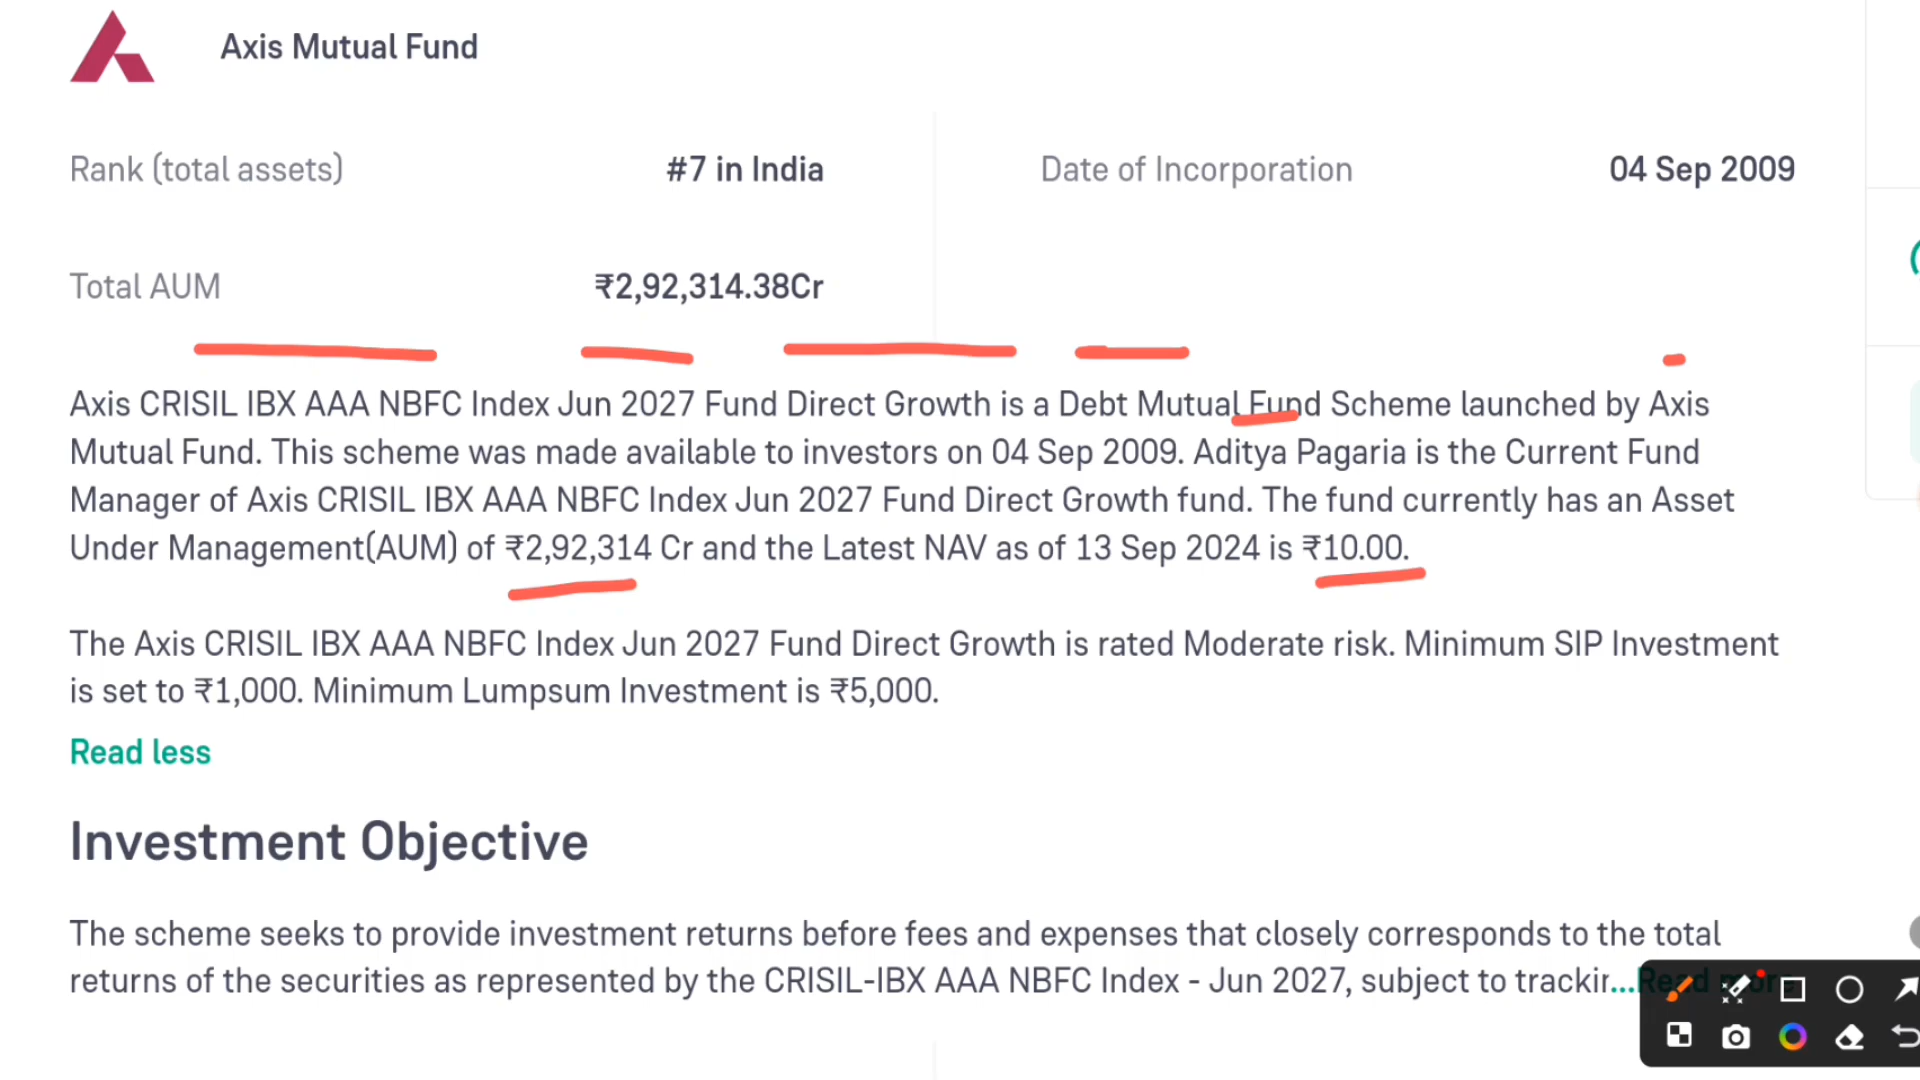 Axis Mutual Fund
Rank (total assets) #7 in India
Date of Incorporation 04 Sep 2009
Total AUM ₹2,92,314.38Cr
Axis CRISIL IBX AAA NBFC Index Jun 2027 Fund Direct Growth is a Debt Mutual Fund Scheme launched by Axis
Mutual Fund. This scheme was made available to investors on 04 Sep 2009. Aditya Pagaria is the Current Fund
Manager of Axis CRISIL IBX AAA NBFC Index Jun 2027 Fund Direct Growth fund. The fund currently has an Asset
Under Management(AUM) of ₹2,92,314 Cr and the Latest NAV as of 13 Sep 2024 is ₹10.00.
The Axis CRISIL IBX AAA NBFC Index Jun 2027 Fund Direct Growth is rated Moderate risk. Minimum SIP Investment
is set to ₹1,000. Minimum Lumpsum Investment is ₹5,000.
Read less
Investment Objective
The scheme seeks to provide investment returns before fees and expenses that closely corresponds to the total
returns of the securities as represented by the CRISIL-IBX AAA NBFC Index - Jun 2027, subject to trackir...Read more